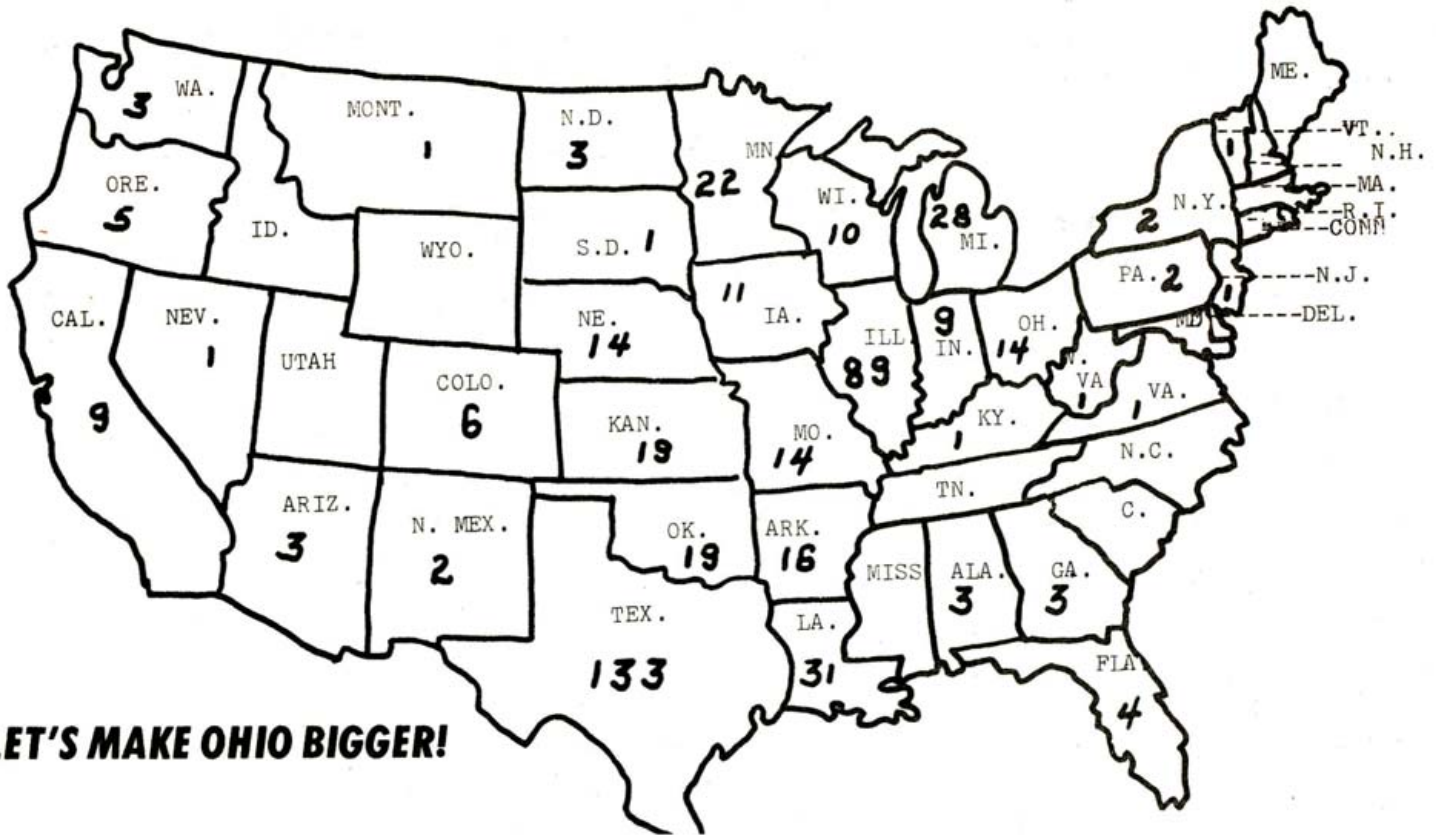 ME.
WA.
3
MONT.
1
N.D.
3
MN
22
VT..
1
N.H.
ORE.
5
ID.
WYO.
S.D. 1
WI.
10
28
MI.
N.Y.
2
MA.
R.I.
CONN
CAL.
9
NEV.
1
UTAH
COLO.
6
NE.
14
11
IA.
ILL
89
9
IN.
OH.
14
PA. 2
N.J.
1
MD
DEL.
W.
VA
1
VA.
1
KAN.
19
MO.
14
KY.
1
N.C.
TN.
C.
ARIZ.
3
N. MEX.
2
OK.
19
ARK.
16
MISS
ALA.
3
GA.
3
TEX.
133
LA.
31
FLA
4
LET'S MAKE OHIO BIGGER!